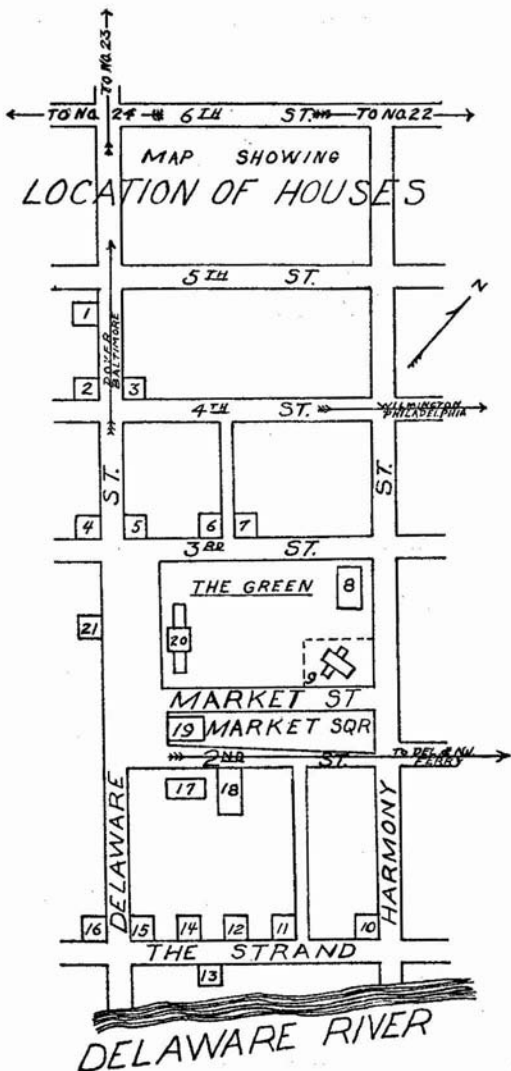 TO NO. 23
TO NO. 24 6TH ST. TO NO. 22
MAP SHOWING
LOCATION OF HOUSES
5TH ST.
N
1
DOVER
BALTIMORE
2 3
4TH ST. WILMINGTON
PHILADELPHIA
ST. ST.
4 5 6 7
3RD ST.
THE GREEN 8
21 20
9
MARKET ST
19 MARKET SQR
2ND ST. TO DEL. & N.J.
FERRY
17 18
DELAWARE HARMONY
16 15 14 12 11 10
THE STRAND
13
DELAWARE RIVER